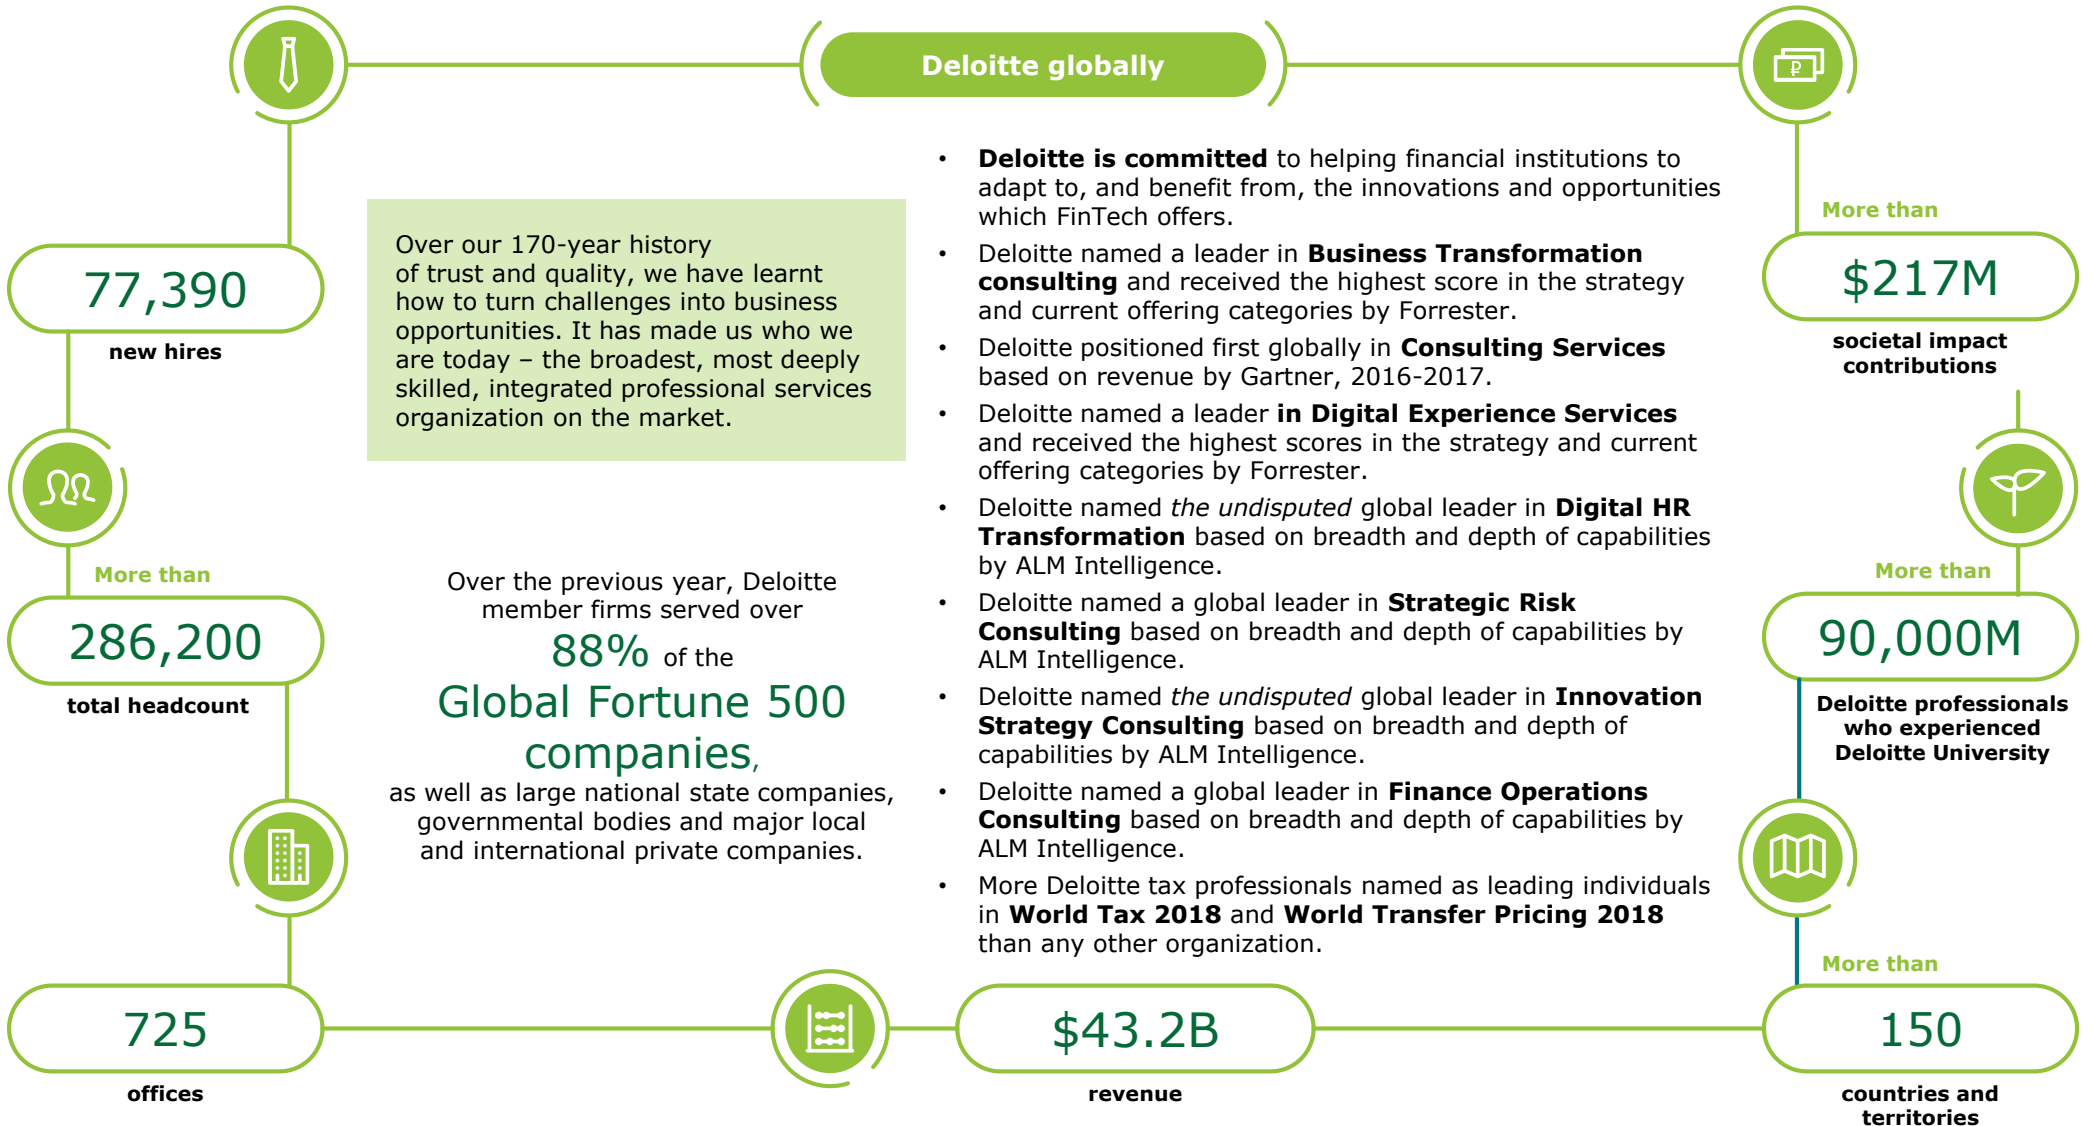 Deloitte globally
77,390
new hires
More than
286,200
total headcount
725
offices
Over our 170-year history
of trust and quality, we have learnt
how to turn challenges into business
opportunities. It has made us who we
are today – the broadest, most deeply
skilled, integrated professional services
organization on the market.
Over the previous year, Deloitte
member firms served over
88% of the
Global Fortune 500
companies,
as well as large national state companies,
governmental bodies and major local
and international private companies.
• Deloitte is committed to helping financial institutions to
adapt to, and benefit from, the innovations and opportunities
which FinTech offers.
• Deloitte named a leader in Business Transformation
consulting and received the highest score in the strategy
and current offering categories by Forrester.
• Deloitte positioned first globally in Consulting Services
based on revenue by Gartner, 2016-2017.
• Deloitte named a leader in Digital Experience Services
and received the highest scores in the strategy and current
offering categories by Forrester.
• Deloitte named the undisputed global leader in Digital HR
Transformation based on breadth and depth of capabilities
by ALM Intelligence.
• Deloitte named a global leader in Strategic Risk
Consulting based on breadth and depth of capabilities by
ALM Intelligence.
• Deloitte named the undisputed global leader in Innovation
Strategy Consulting based on breadth and depth of
capabilities by ALM Intelligence.
• Deloitte named a global leader in Finance Operations
Consulting based on breadth and depth of capabilities by
ALM Intelligence.
• More Deloitte tax professionals named as leading individuals
in World Tax 2018 and World Transfer Pricing 2018
than any other organization.
$43.2B
revenue
₽
More than
$217M
societal impact
contributions
More than
90,000M
Deloitte professionals
who experienced
Deloitte University
More than
150
countries and
territories